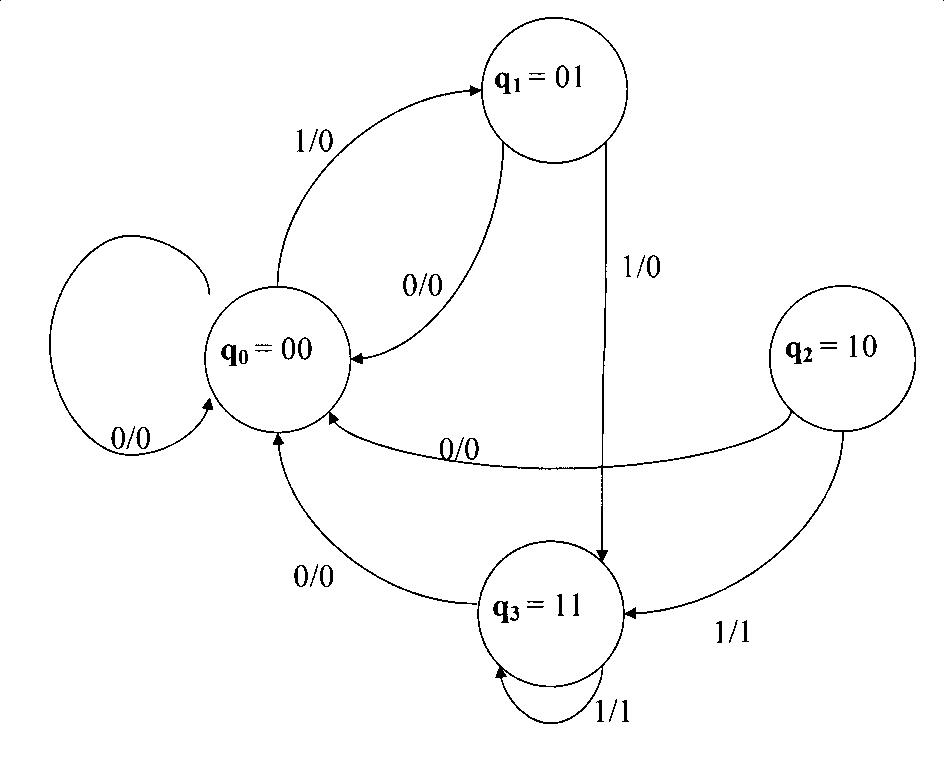 q₁ = 01
1/0
1/0
0/0
q₀ = 00
q₂ = 10
0/0
0/0
0/0
q₃ = 11
1/1
1/1